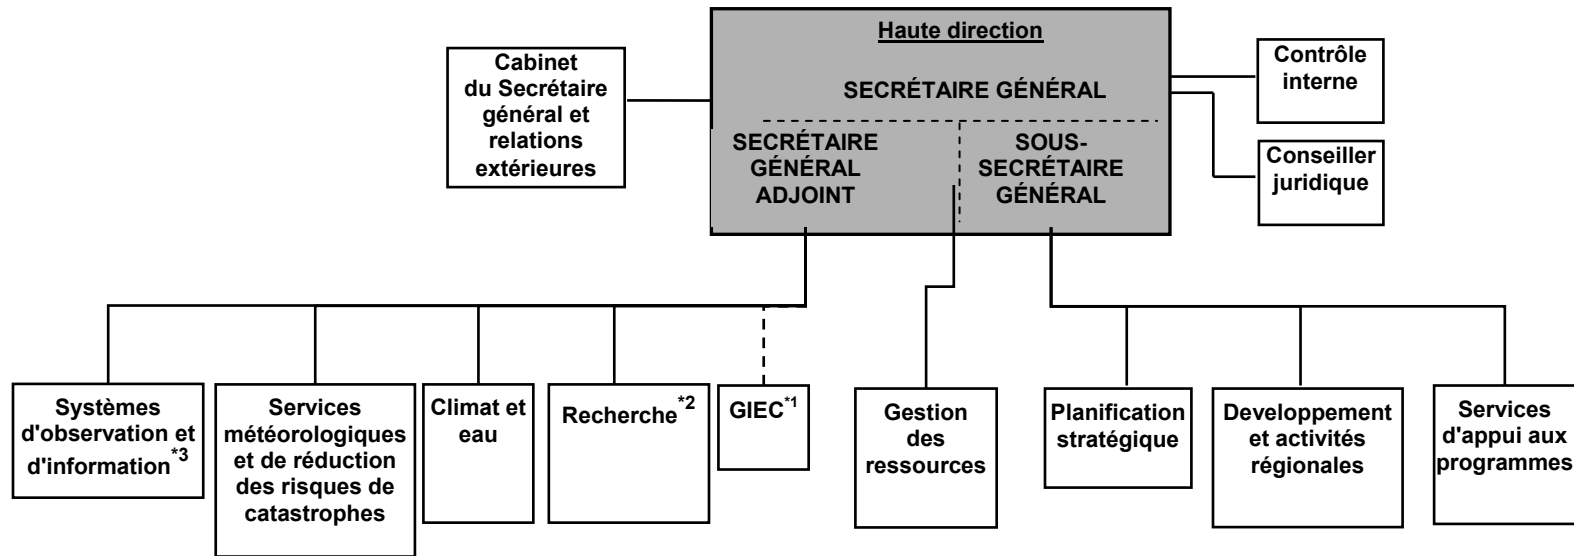 Haute direction
SECRÉTAIRE GÉNÉRAL
SECRÉTAIRE
GÉNÉRAL
ADJOINT
SOUS-
SECRÉTAIRE
GÉNÉRAL
Cabinet
du Secrétaire
général et
relations
extérieures
Contrôle
interne
Conseiller
juridique
Systèmes
d'observation et
d'information*3
Services
météorologiques
et de réduction
des risques de
catastrophes
Climat et
eau
Recherche*2
GIEC*1
Gestion
des
ressources
Planification
stratégique
Developpement
et activités
régionales
Services
d'appui aux
programmes